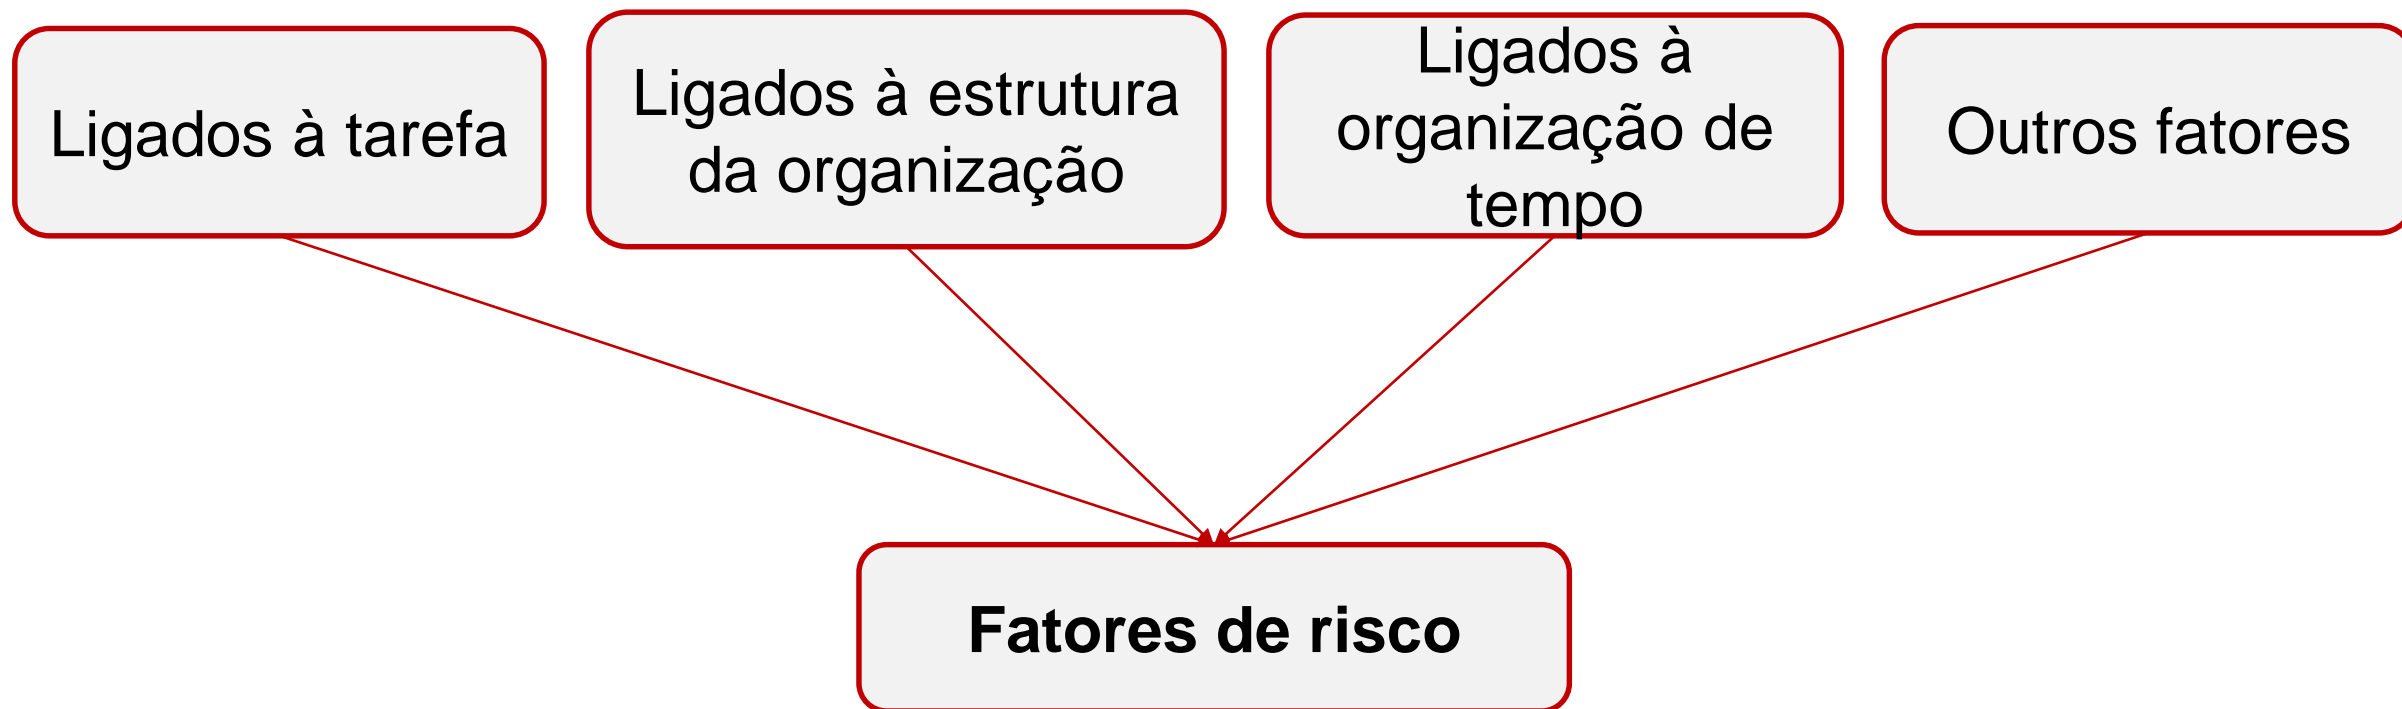 Ligados à tarefa
Ligados à estrutura
da organização
Ligados à
organização de
tempo
Outros fatores
Fatores de risco